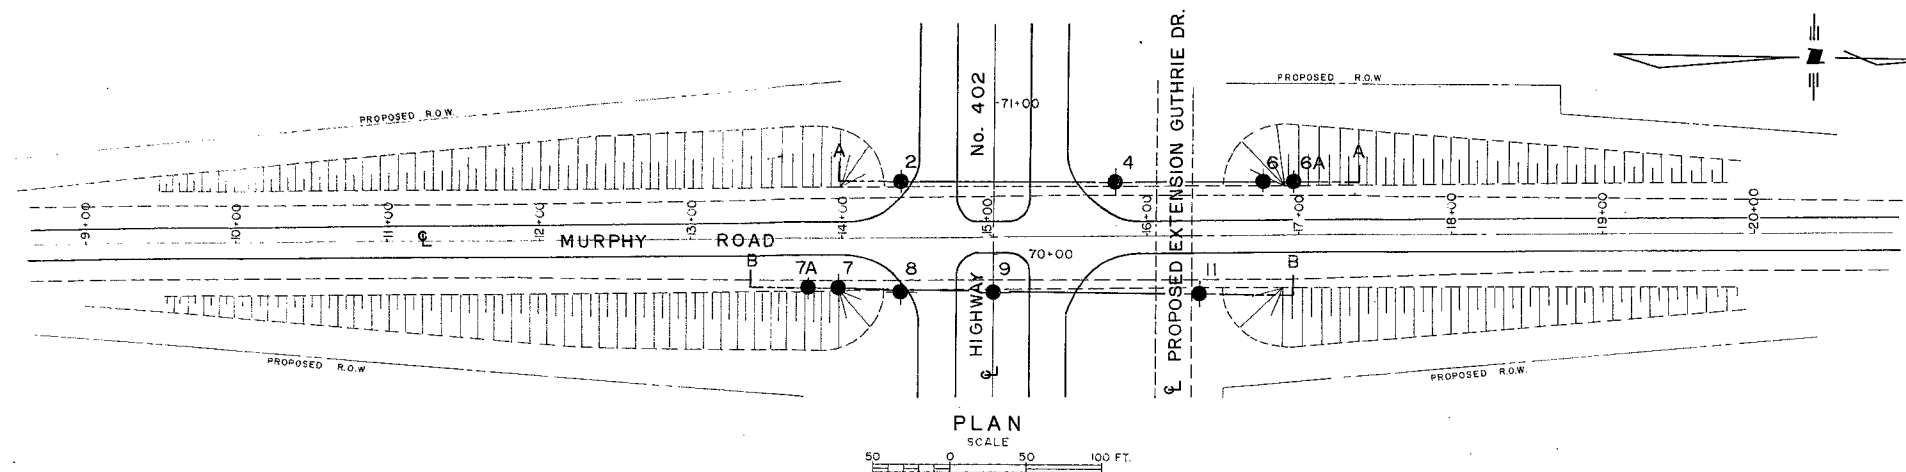 PROPOSED R.O.W.
No. 402
71+00
PROPOSED EXTENSION GUTHRIE DR.
PROPOSED R.O.W
N
A
2
4
6
6A
A
9+00
10+00
11+00
12+00
13+00
14+00
15+00
16+00
17+00
18+00
19+00
20+00
℄
MURPHY ROAD
70+00
B
7A
7
8
9
11
B
HIGHWAY
℄
℄
PROPOSED R.O.W
PROPOSED R.O.W.
PLAN
SCALE
50 0 50 100 FT.